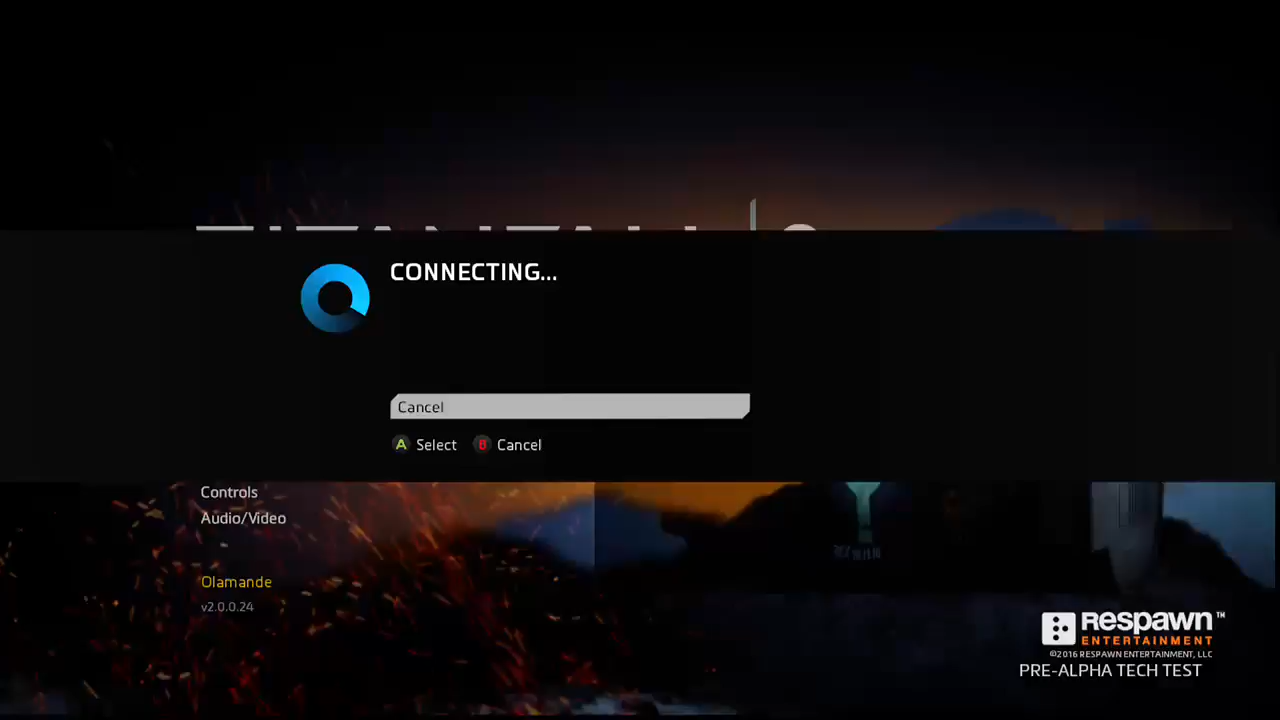 CONNECTING...
Cancel
A Select B Cancel
Controls
Audio/Video
Olamande
v2.0.0.24
Respawn™
ENTERTAINMENT
©2016 RESPAWN ENTERTAINMENT, LLC
PRE-ALPHA TECH TEST